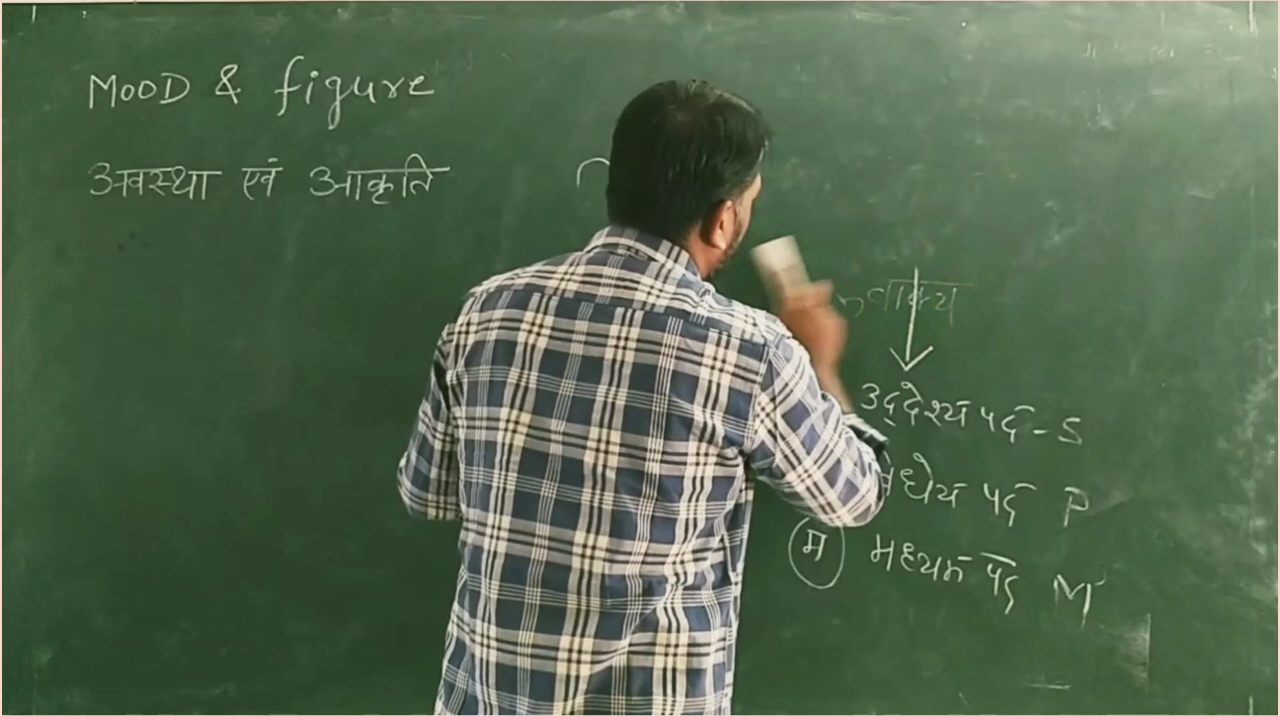 MOOD & figure
अवस्था एवं आकृति
वाक्य
उद्देश्य पद - S
पद P
म मध्यम पद M